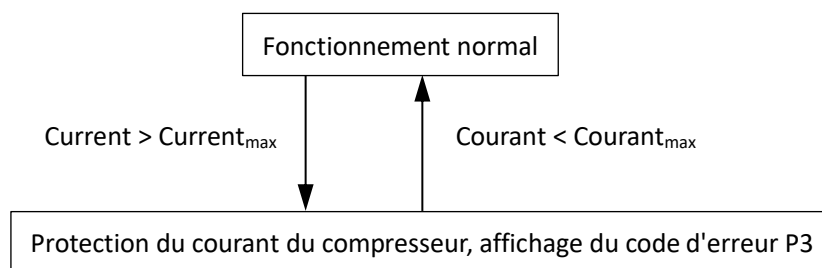 Fonctionnement normal
Current > Currentmax
Courant < Courantmax
Protection du courant du compresseur, affichage du code d'erreur P3